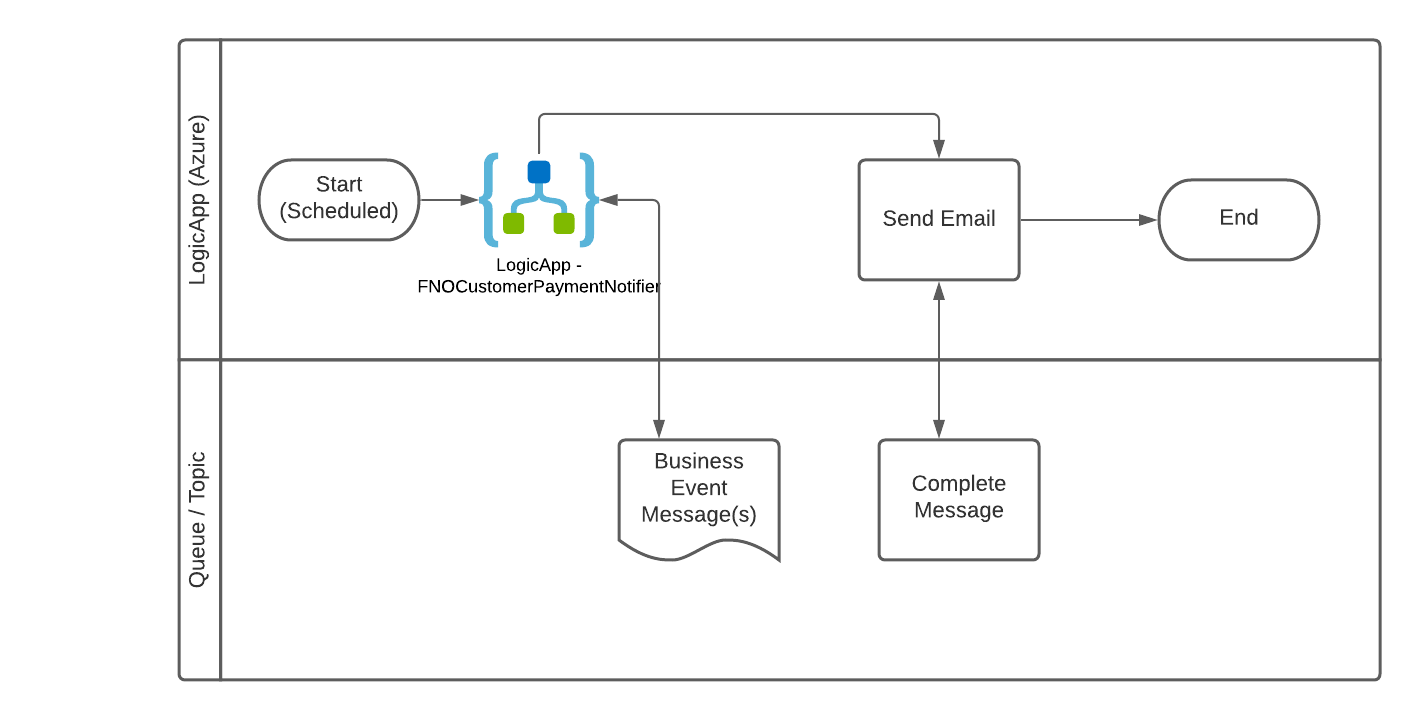 LogicApp (Azure)
Start
(Scheduled)
LogicApp -
FNOCustomerPaymentNotifier
Send Email
End
Queue / Topic
Business
Event
Message(s)
Complete
Message